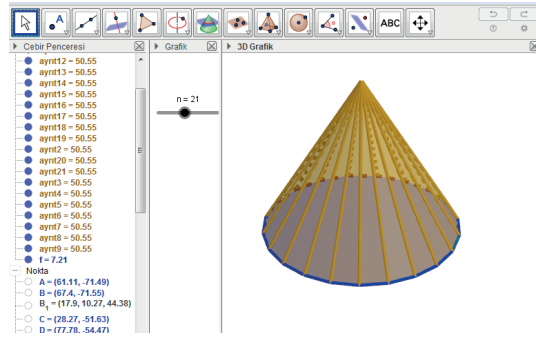 ABC
Cebir Penceresi
Grafik
3D Grafik
aynt12 = 50.55
aynt13 = 50.55
aynt14 = 50.55
aynt15 = 50.55
aynt16 = 50.55
aynt17 = 50.55
aynt18 = 50.55
aynt19 = 50.55
aynt2 = 50.55
aynt20 = 50.55
aynt21 = 50.55
aynt3 = 50.55
aynt4 = 50.55
aynt5 = 50.55
aynt6 = 50.55
aynt7 = 50.55
aynt8 = 50.55
aynt9 = 50.55
f = 7.21
Nokta
A = (61.11, -71.49)
B = (67.4, -71.55)
B₁ = (17.9, 10.27, 44.38)
C = (28.27, -51.63)
D = (77.78, -54.47)
n = 21